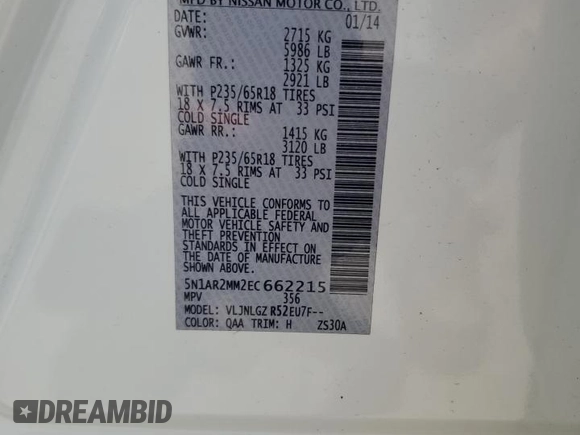 MFD BY NISSAN MOTOR CO., LTD.
DATE: 01/14
GVWR: 2715 KG
5986 LB
GAWR FR.: 1325 KG
2921 LB
WITH P235/65R18 TIRES
18 X 7.5 RIMS AT 33 PSI
COLD SINGLE
GAWR RR.: 1415 KG
3120 LB
WITH P235/65R18 TIRES
18 X 7.5 RIMS AT 33 PSI
COLD SINGLE
THIS VEHICLE CONFORMS TO
ALL APPLICABLE FEDERAL
MOTOR VEHICLE SAFETY AND
THEFT PREVENTION
STANDARDS IN EFFECT ON
THE DATE OF MANUFACTURE
SHOWN ABOVE.
5N1AR2MM2EC662215
MPV 356
MODEL: VLJNLGZ R52EU7F--
COLOR: QAA TRIM: H ZS30A
DREAMBID